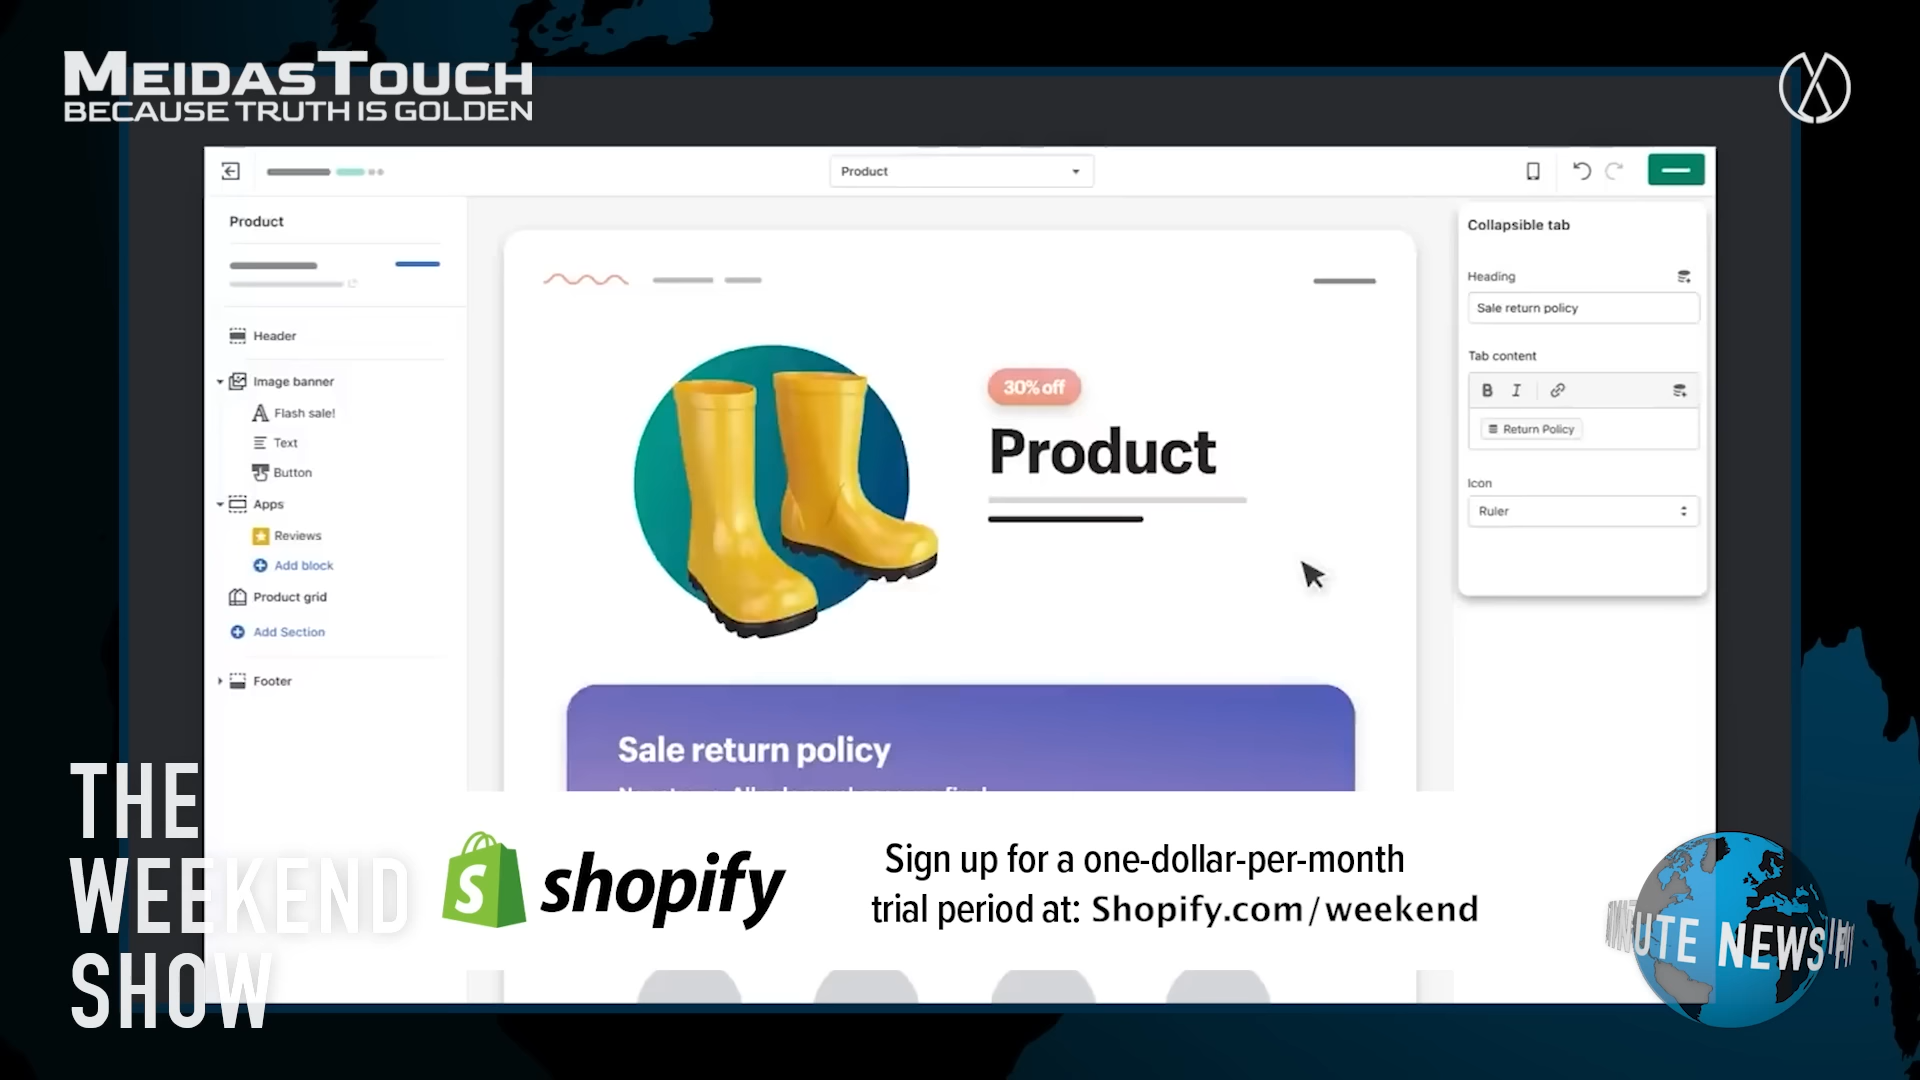 MEIDASTOUCH
BECAUSE TRUTH IS GOLDEN
Product
Product
Header
Image banner
Flash sale!
Text
Button
Apps
Reviews
Add block
Product grid
Add Section
Footer
30% off
Product
Sale return policy
Collapsible tab
Heading
Sale return policy
Tab content
B I
Return Policy
Icon
Ruler
THE
WEEKEND
SHOW
shopify
Sign up for a one-dollar-per-month
trial period at: Shopify.com/weekend
NEWS